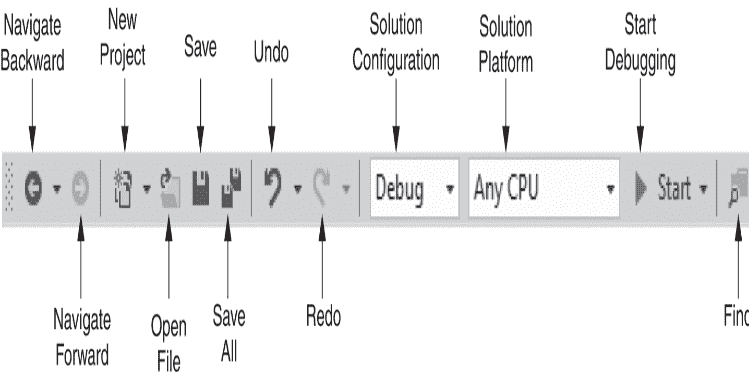 Navigate
Backward
New
Project
Save
Undo
Solution
Configuration
Solution
Platform
Start
Debugging
Debug
Any CPU
Start
Navigate
Forward
Open
File
Save
All
Redo
Find